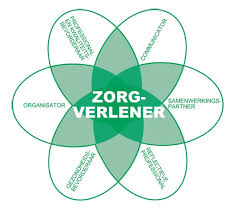 PROFESSIONAL
EN KWALITEITS-
BEVORDERAAR
COMMUNICATOR
ORGANISATOR
ZORG-
VERLENER
SAMENWERKINGS-
PARTNER
GEZONDHEIDS-
BEVORDERAAR
REFLECTIEVE
PROFESSIONAL